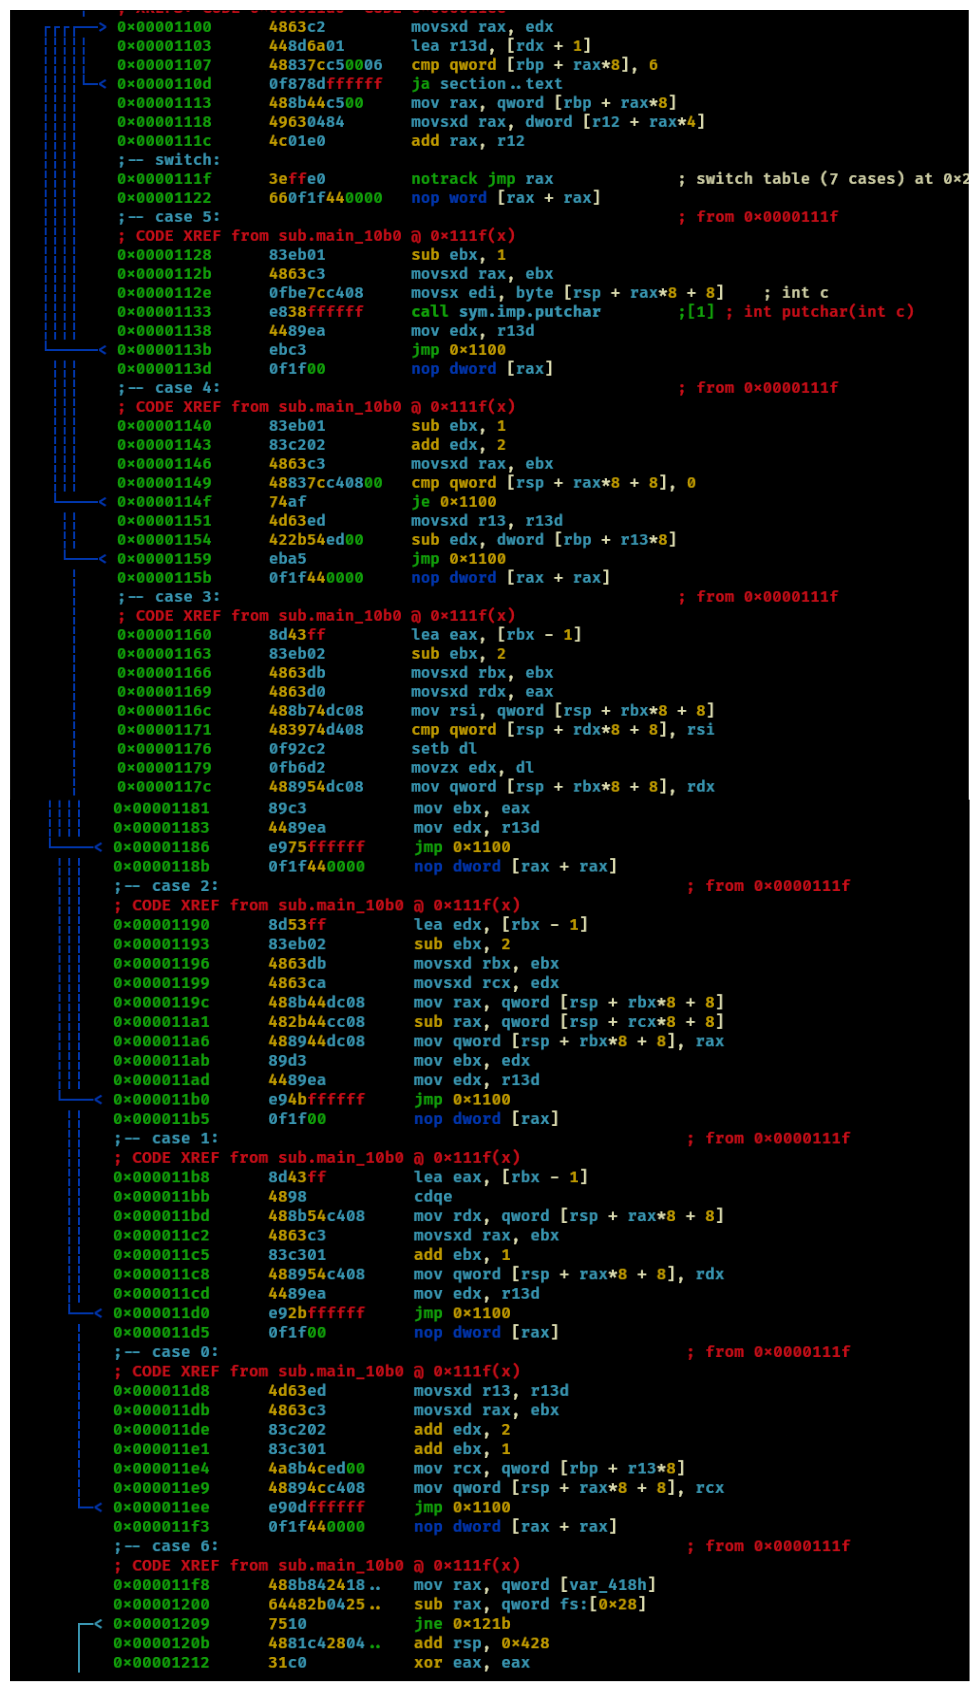 0x00001100 4863c2 movsxd rax, edx
0x00001103 448d6a01 lea r13d, [rdx + 1]
0x00001107 48837cc50006 cmp qword [rbp + rax*8], 6
0x0000110d 0f878dffffff ja section..text
0x00001113 488b44c500 mov rax, qword [rbp + rax*8]
0x00001118 49630484 movsxd rax, dword [r12 + rax*4]
0x0000111c 4c01e0 add rax, r12
;-- switch:
0x0000111f 3effe0 notrack jmp rax ; switch table (7 cases) at 0x2
0x00001122 660f1f440000 nop word [rax + rax]
;-- case 5: ; from 0x0000111f
; CODE XREF from sub.main_10b0 @ 0x111f(x)
0x00001128 83eb01 sub ebx, 1
0x0000112b 4863c3 movsxd rax, ebx
0x0000112e 0fbe7cc408 movsx edi, byte [rsp + rax*8 + 8] ; int c
0x00001133 e838ffffff call sym.imp.putchar ;[1] ; int putchar(int c)
0x00001138 4489ea mov edx, r13d
0x0000113b ebc3 jmp 0x1100
0x0000113d 0f1f00 nop dword [rax]
;-- case 4: ; from 0x0000111f
; CODE XREF from sub.main_10b0 @ 0x111f(x)
0x00001140 83eb01 sub ebx, 1
0x00001143 83c202 add edx, 2
0x00001146 4863c3 movsxd rax, ebx
0x00001149 48837cc40800 cmp qword [rsp + rax*8 + 8], 0
0x0000114f 74af je 0x1100
0x00001151 4d63ed movsxd r13, r13d
0x00001154 422b54ed00 sub edx, dword [rbp + r13*8]
0x00001159 eba5 jmp 0x1100
0x0000115b 0f1f440000 nop dword [rax + rax]
;-- case 3: ; from 0x0000111f
; CODE XREF from sub.main_10b0 @ 0x111f(x)
0x00001160 8d43ff lea eax, [rbx - 1]
0x00001163 83eb02 sub ebx, 2
0x00001166 4863db movsxd rbx, ebx
0x00001169 4863d0 movsxd rdx, eax
0x0000116c 488b74dc08 mov rsi, qword [rsp + rbx*8 + 8]
0x00001171 483974d408 cmp qword [rsp + rdx*8 + 8], rsi
0x00001176 0f92c2 setb dl
0x00001179 0fb6d2 movzx edx, dl
0x0000117c 488954dc08 mov qword [rsp + rbx*8 + 8], rdx
0x00001181 89c3 mov ebx, eax
0x00001183 4489ea mov edx, r13d
0x00001186 e975ffffff jmp 0x1100
0x0000118b 0f1f440000 nop dword [rax + rax]
;-- case 2: ; from 0x0000111f
; CODE XREF from sub.main_10b0 @ 0x111f(x)
0x00001190 8d53ff lea edx, [rbx - 1]
0x00001193 83eb02 sub ebx, 2
0x00001196 4863db movsxd rbx, ebx
0x00001199 4863ca movsxd rcx, edx
0x0000119c 488b44dc08 mov rax, qword [rsp + rbx*8 + 8]
0x000011a1 482b44cc08 sub rax, qword [rsp + rcx*8 + 8]
0x000011a6 488944dc08 mov qword [rsp + rbx*8 + 8], rax
0x000011ab 89d3 mov ebx, edx
0x000011ad 4489ea mov edx, r13d
0x000011b0 e94bffffff jmp 0x1100
0x000011b5 0f1f00 nop dword [rax]
;-- case 1: ; from 0x0000111f
; CODE XREF from sub.main_10b0 @ 0x111f(x)
0x000011b8 8d43ff lea eax, [rbx - 1]
0x000011bb 4898 cdqe
0x000011bd 488b54c408 mov rdx, qword [rsp + rax*8 + 8]
0x000011c2 4863c3 movsxd rax, ebx
0x000011c5 83c301 add ebx, 1
0x000011c8 488954c408 mov qword [rsp + rax*8 + 8], rdx
0x000011cd 4489ea mov edx, r13d
0x000011d0 e92bffffff jmp 0x1100
0x000011d5 0f1f00 nop dword [rax]
;-- case 0: ; from 0x0000111f
; CODE XREF from sub.main_10b0 @ 0x111f(x)
0x000011d8 4d63ed movsxd r13, r13d
0x000011db 4863c3 movsxd rax, ebx
0x000011de 83c202 add edx, 2
0x000011e1 83c301 add ebx, 1
0x000011e4 4a8b4ced00 mov rcx, qword [rbp + r13*8]
0x000011e9 48894cc408 mov qword [rsp + rax*8 + 8], rcx
0x000011ee e90dffffff jmp 0x1100
0x000011f3 0f1f440000 nop dword [rax + rax]
;-- case 6: ; from 0x0000111f
; CODE XREF from sub.main_10b0 @ 0x111f(x)
0x000011f8 488b842418.. mov rax, qword [var_418h]
0x00001200 64482b0425.. sub rax, qword fs:[0x28]
0x00001209 7510 jne 0x121b
0x0000120b 4881c42804.. add rsp, 0x428
0x00001212 31c0 xor eax, eax